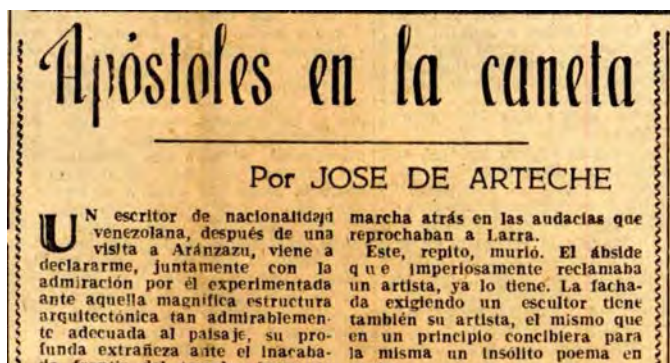 Apóstoles en la cuneta
Por JOSE DE ARTECHE
UN escritor de nacionalidad
venezolana, después de una
visita a Aránzazu, viene a
declararme, juntamente con la
admiración por él experimentada
ante aquella magnífica estructura
arquitectónica tan admirablemen-
te adecuada al paisaje, su pro-
funda extrañeza ante el inacaba-
marcha atrás en las audacias que
reprochaban a Larra.
Este, repito, murió. El ábside
que imperiosamente reclamaba
un artista, ya lo tiene. La facha-
da exigiendo un escultor tiene
también su artista, el mismo que
en un principio concibiera para
la misma un insólito poema en